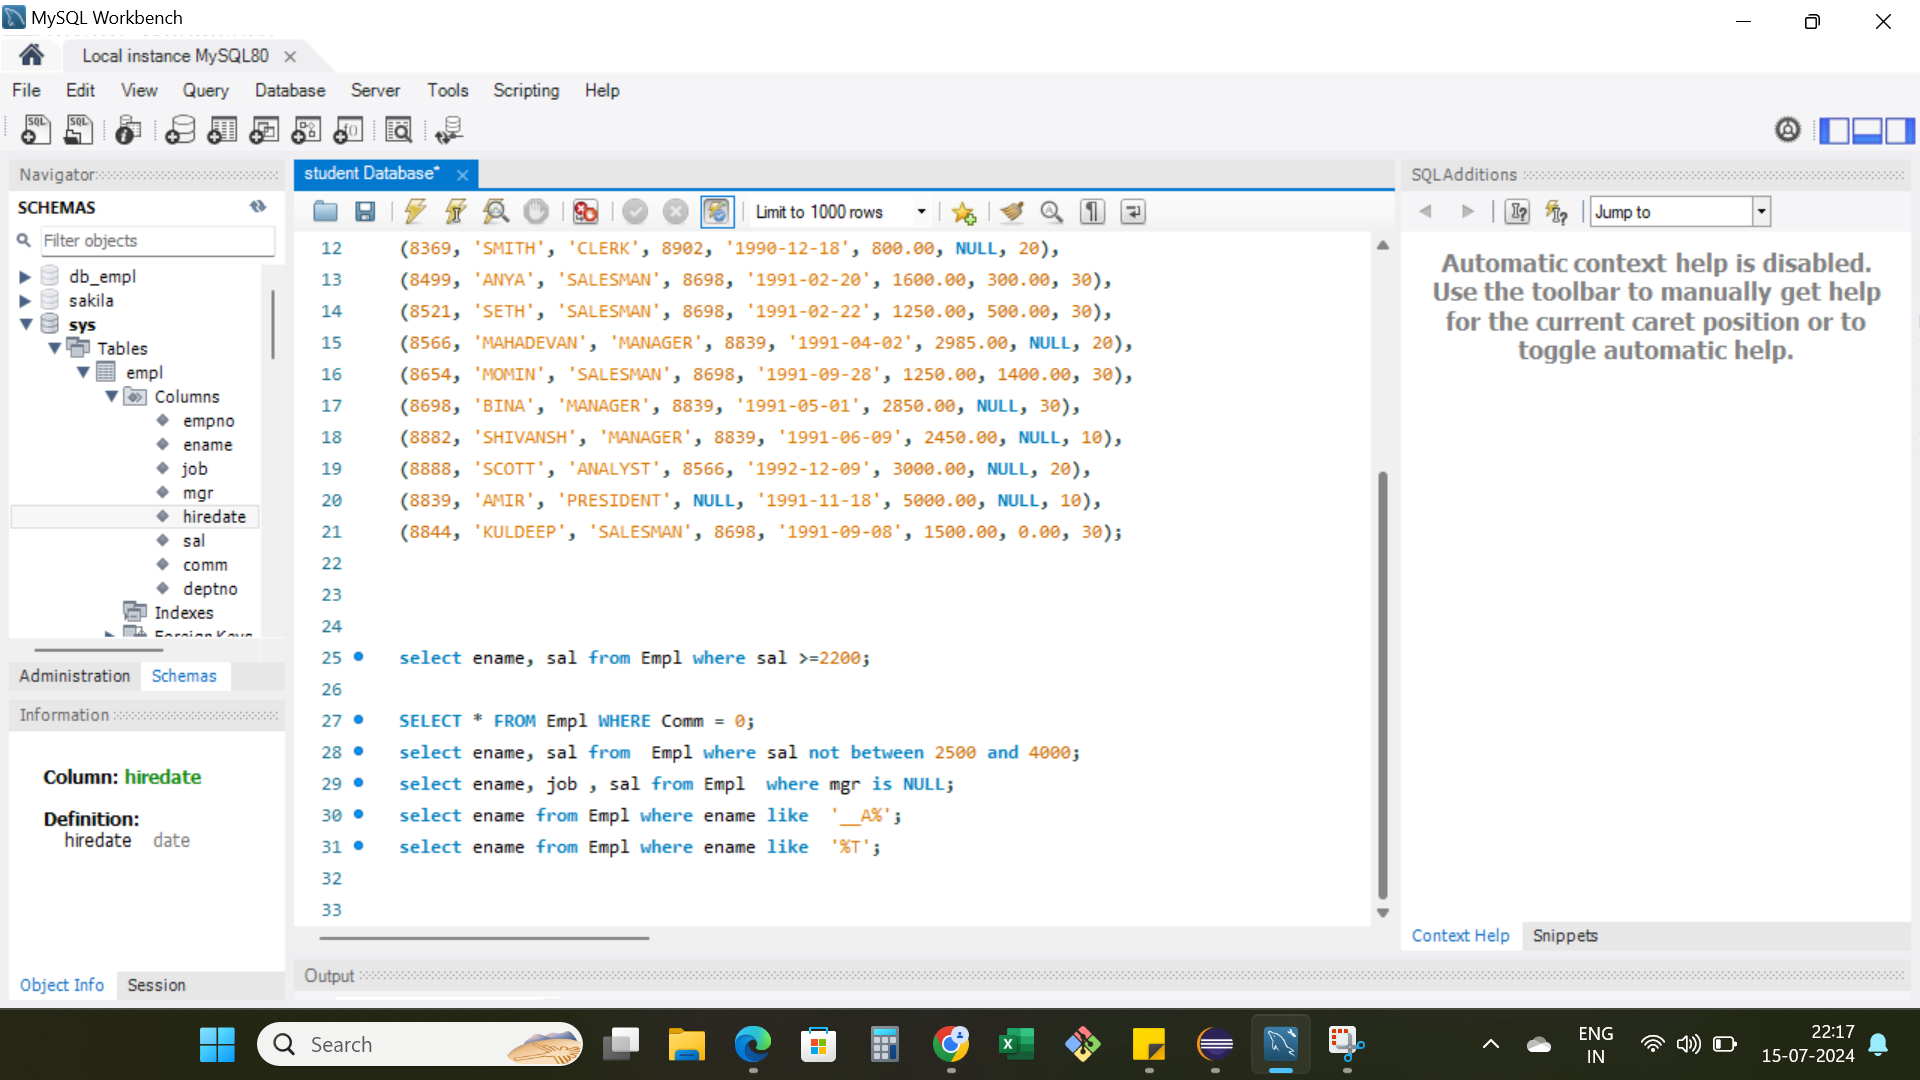 MySQL Workbench
Local instance MySQL80
File Edit View Query Database Server Tools Scripting Help
Navigator
SCHEMAS
Filter objects
db_empl
sakila
sys
Tables
empl
Columns
empno
ename
job
mgr
hiredate
sal
comm
deptno
Indexes
Foreign Keys
Administration Schemas
Information
Column: hiredate
Definition:
hiredate date
Object Info Session
student Database*
Limit to 1000 rows
12 (8369, 'SMITH', 'CLERK', 8902, '1990-12-18', 800.00, NULL, 20),
13 (8499, 'ANYA', 'SALESMAN', 8698, '1991-02-20', 1600.00, 300.00, 30),
14 (8521, 'SETH', 'SALESMAN', 8698, '1991-02-22', 1250.00, 500.00, 30),
15 (8566, 'MAHADEVAN', 'MANAGER', 8839, '1991-04-02', 2985.00, NULL, 20),
16 (8654, 'MOMIN', 'SALESMAN', 8698, '1991-09-28', 1250.00, 1400.00, 30),
17 (8698, 'BINA', 'MANAGER', 8839, '1991-05-01', 2850.00, NULL, 30),
18 (8882, 'SHIVANSH', 'MANAGER', 8839, '1991-06-09', 2450.00, NULL, 10),
19 (8888, 'SCOTT', 'ANALYST', 8566, '1992-12-09', 3000.00, NULL, 20),
20 (8839, 'AMIR', 'PRESIDENT', NULL, '1991-11-18', 5000.00, NULL, 10),
21 (8844, 'KULDEEP', 'SALESMAN', 8698, '1991-09-08', 1500.00, 0.00, 30);
22
23
24
25 select ename, sal from Empl where sal >=2200;
26
27 SELECT * FROM Empl WHERE Comm = 0;
28 select ename, sal from  Empl where sal not between 2500 and 4000;
29 select ename, job , sal from Empl  where mgr is NULL;
30 select ename from Empl where ename like  '__A%';
31 select ename from Empl where ename like  '%T';
32
33
Output
SQLAdditions
Jump to
Automatic context help is disabled.
Use the toolbar to manually get help
for the current caret position or to
toggle automatic help.
Context Help Snippets
Search
ENG
IN
22:17
15-07-2024